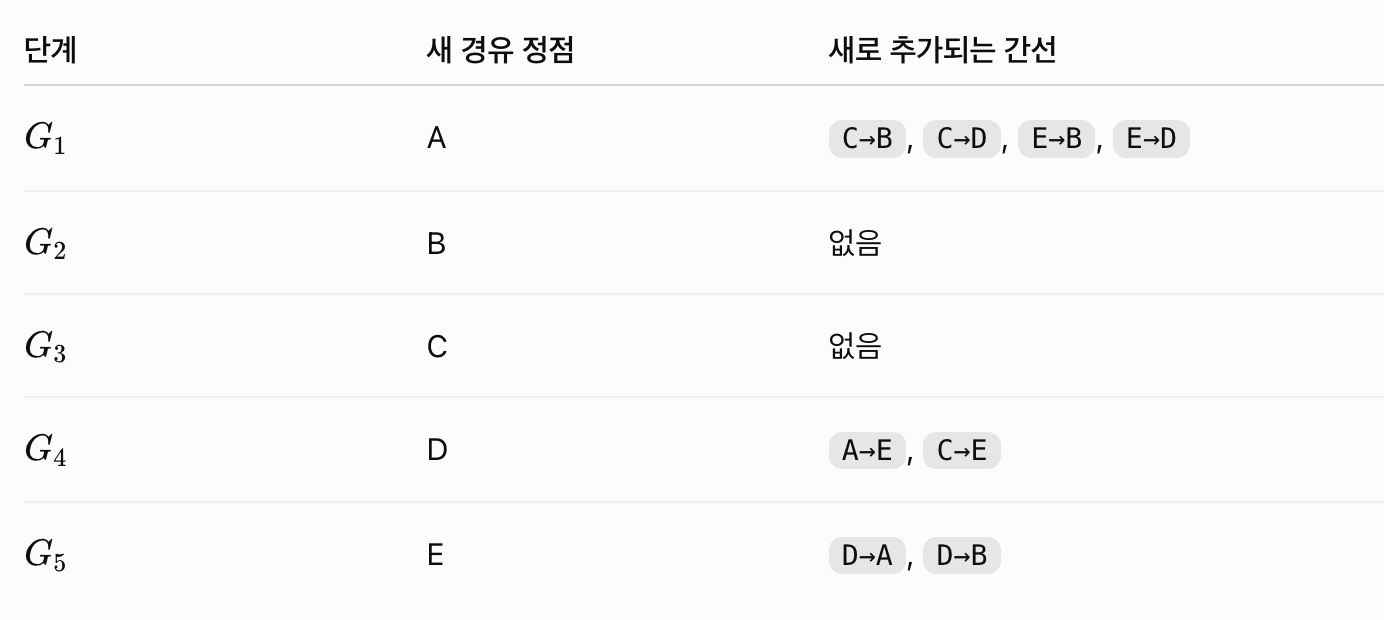 단계 새 경유 정점 새로 추가되는 간선
G₁ A C→B, C→D, E→B, E→D
G₂ B 없음
G₃ C 없음
G₄ D A→E, C→E
G₅ E D→A, D→B